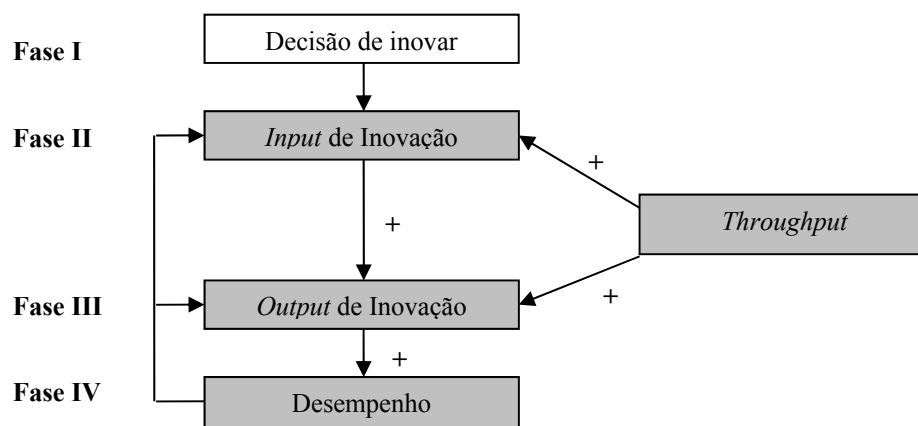 Fase I
Decisão de inovar
Fase II
Input de Inovação
+
+
Throughput
Fase III
Output de Inovação
+
+
Fase IV
Desempenho